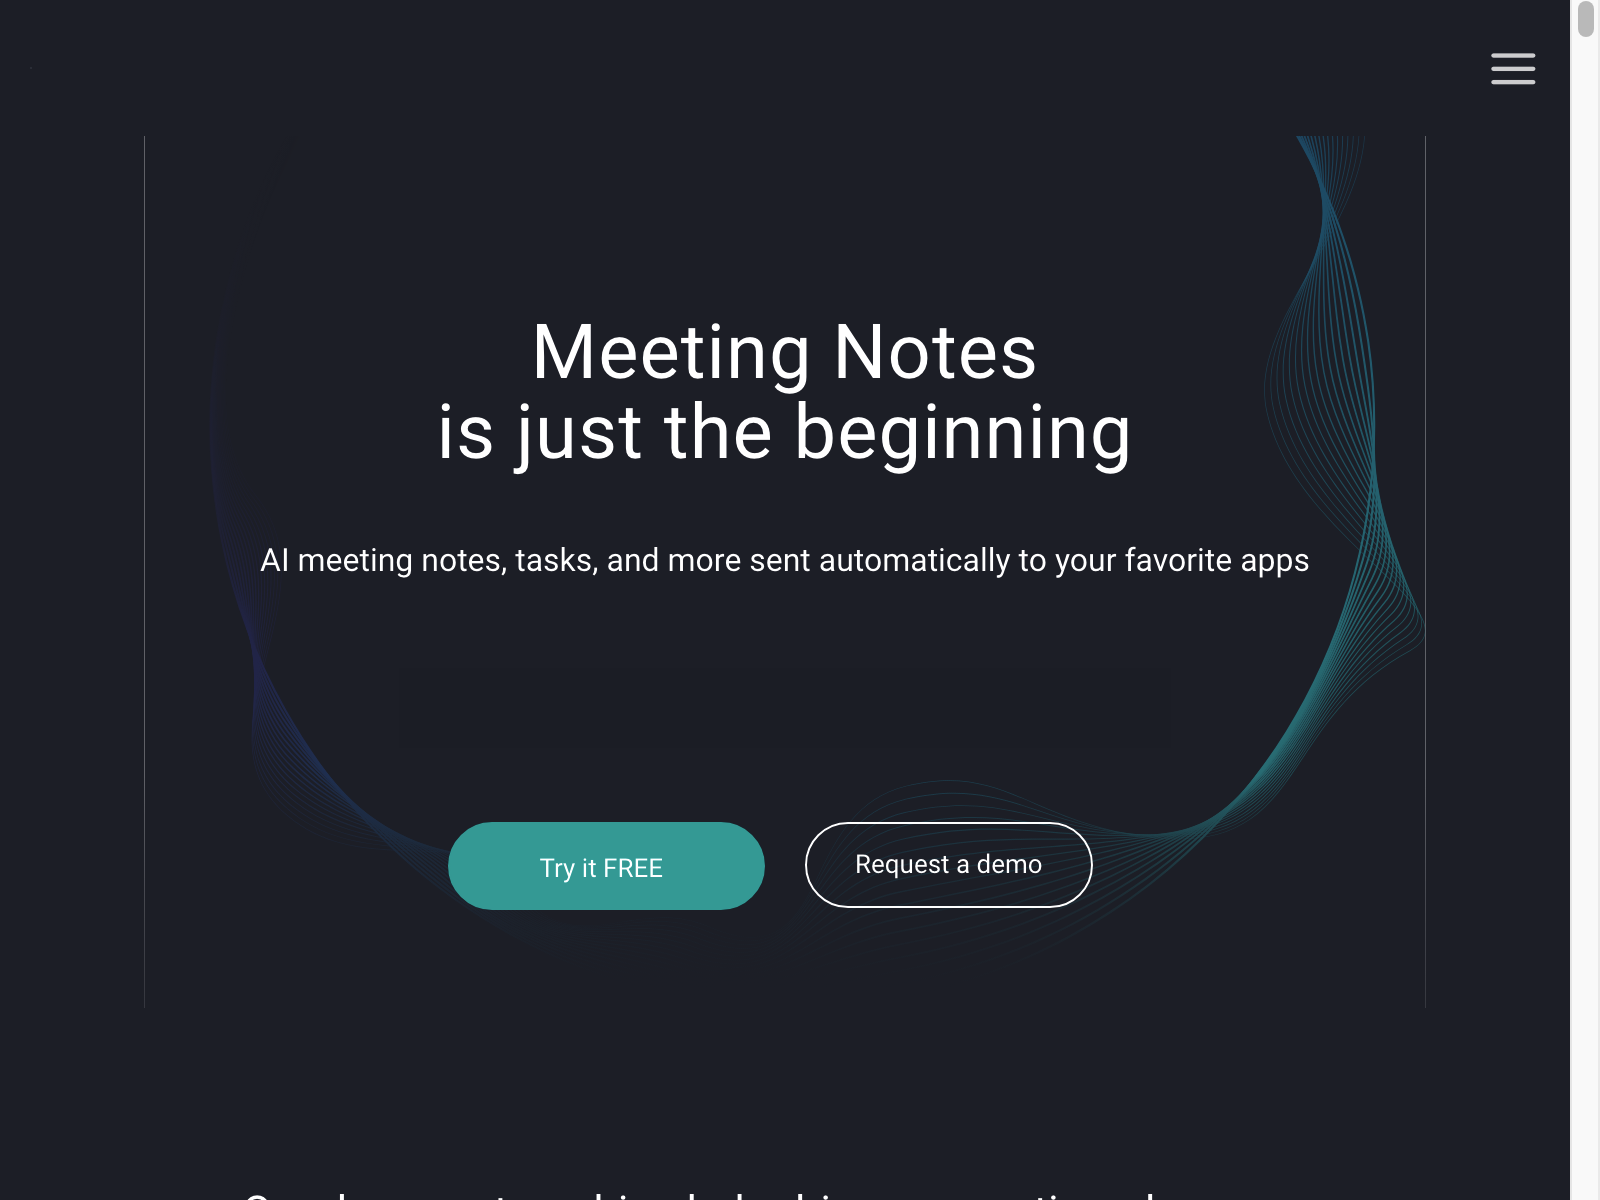 Meeting Notes
is just the beginning
AI meeting notes, tasks, and more sent automatically to your favorite apps
Try it FREE
Request a demo